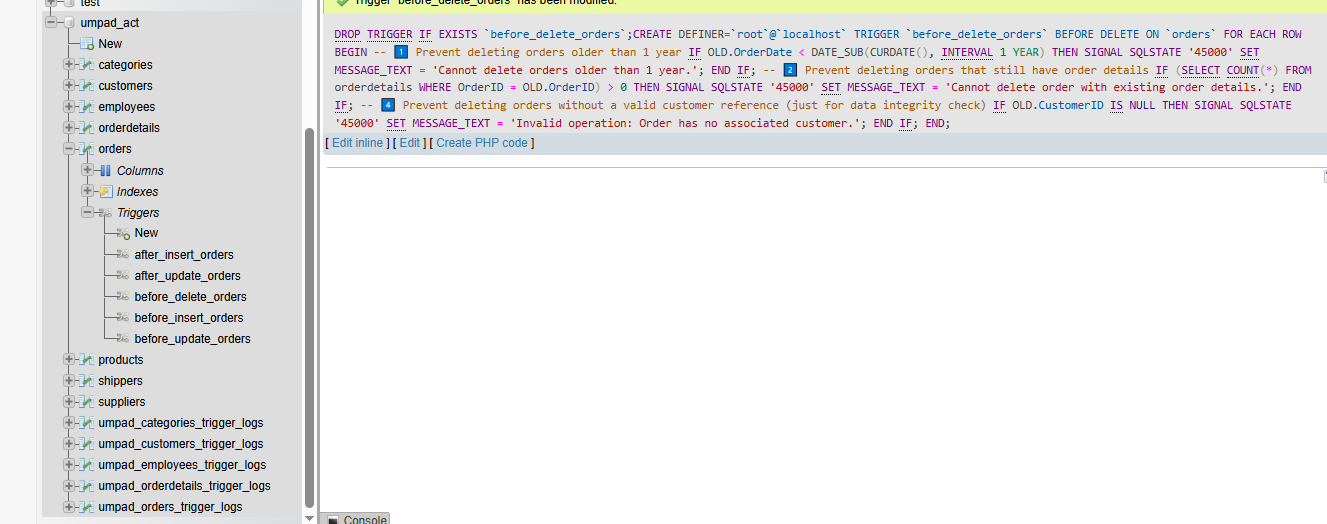 test
umpad_act
New
categories
customers
employees
orderdetails
orders
Columns
Indexes
Triggers
New
after_insert_orders
after_update_orders
before_delete_orders
before_insert_orders
before_update_orders
products
shippers
suppliers
umpad_categories_trigger_logs
umpad_customers_trigger_logs
umpad_employees_trigger_logs
umpad_orderdetails_trigger_logs
umpad_orders_trigger_logs
Trigger `before_delete_orders` has been modified.
DROP TRIGGER IF EXISTS `before_delete_orders`;CREATE DEFINER=`root`@`localhost` TRIGGER `before_delete_orders` BEFORE DELETE ON `orders` FOR EACH ROW
BEGIN -- 1 Prevent deleting orders older than 1 year IF OLD.OrderDate < DATE_SUB(CURDATE(), INTERVAL 1 YEAR) THEN SIGNAL SQLSTATE '45000' SET
MESSAGE_TEXT = 'Cannot delete orders older than 1 year.'; END IF; -- 2 Prevent deleting orders that still have order details IF (SELECT COUNT(*) FROM
orderdetails WHERE OrderID = OLD.OrderID) > 0 THEN SIGNAL SQLSTATE '45000' SET MESSAGE_TEXT = 'Cannot delete order with existing order details.'; END
IF; -- 4 Prevent deleting orders without a valid customer reference (just for data integrity check) IF OLD.CustomerID IS NULL THEN SIGNAL SQLSTATE
'45000' SET MESSAGE_TEXT = 'Invalid operation: Order has no associated customer.'; END IF; END;
[ Edit inline ] [ Edit ] [ Create PHP code ]
Console